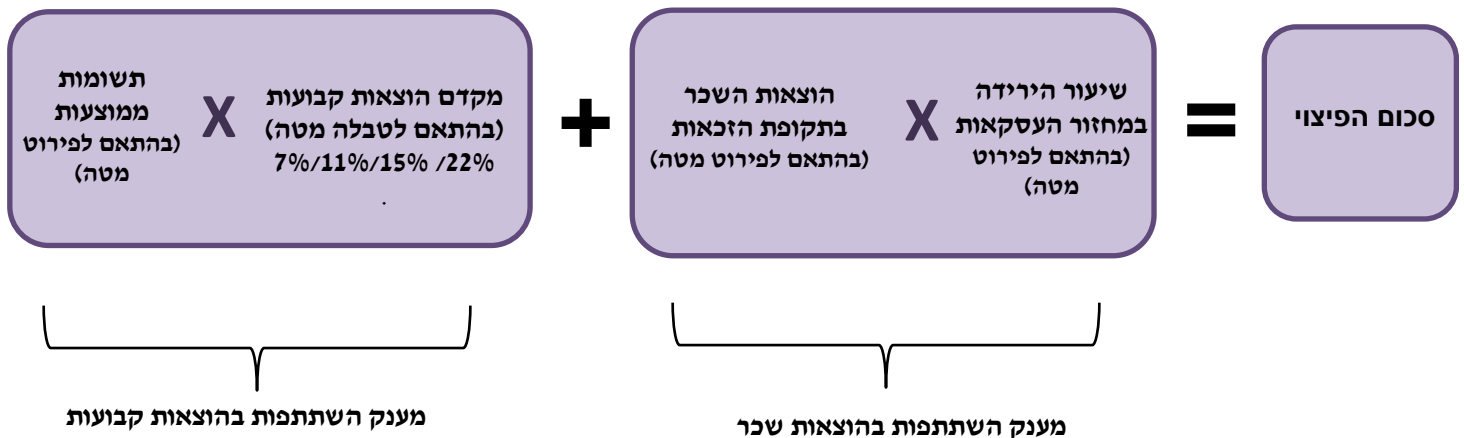 תשומות
ממוצעות
(בהתאם לפירוט
מטה)
X
מקדם הוצאות קבועות
(בהתאם לטבלה מטה)
7%/11%/15% /22%
.
+
הוצאות השכר
בתקופת הזכאות
(בהתאם לפירוט מטה)
X
שיעור הירידה
במחזור העסקאות
(בהתאם לפירוט
מטה)
=
סכום הפיצוי
מענק השתתפות בהוצאות קבועות
מענק השתתפות בהוצאות שכר